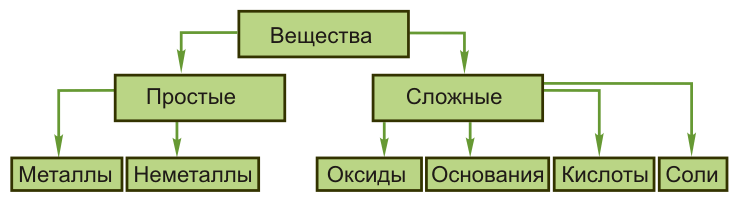 Вещества
Простые
Сложные
Металлы
Неметаллы
Оксиды
Основания
Кислоты
Соли